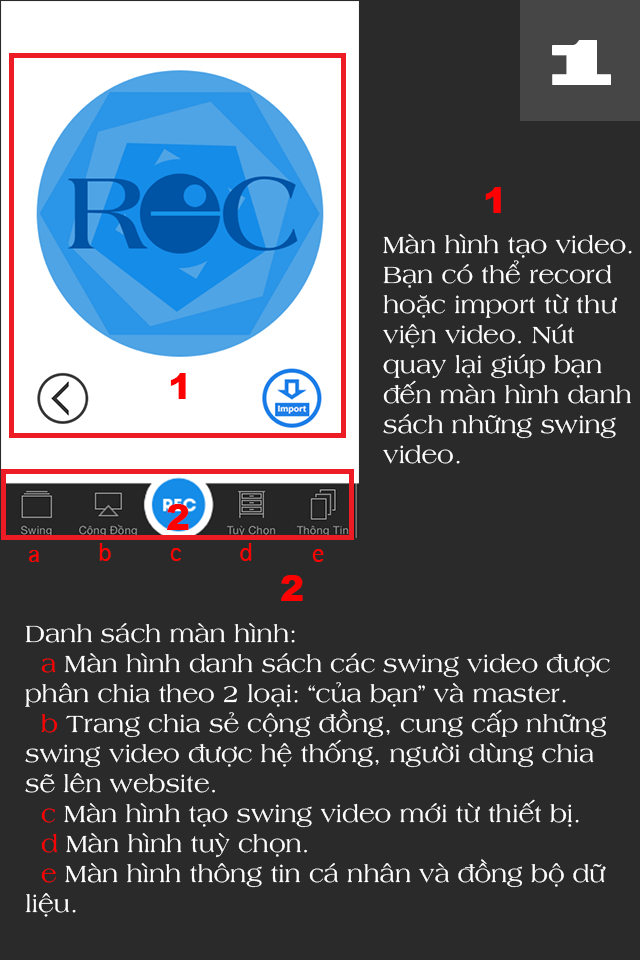 1
ReC
1
Import
1
Màn hình tạo video.
Bạn có thể record
hoặc import từ thư
viện video. Nút
quay lại giúp bạn
đến màn hình danh
sách những swing
video.
REC
2
Swing
Cộng Đồng
Tuỳ Chọn
Thông Tin
a
b
c
d
e
2
Danh sách màn hình:
a Màn hình danh sách các swing video được
phân chia theo 2 loại: “của bạn” và master.
b Trang chia sẻ cộng đồng, cung cấp những
swing video được hệ thống, người dùng chia
sẽ lên website.
c Màn hình tạo swing video mới từ thiết bị.
d Màn hình tuỳ chọn.
e Màn hình thông tin cá nhân và đồng bộ dữ
liệu.